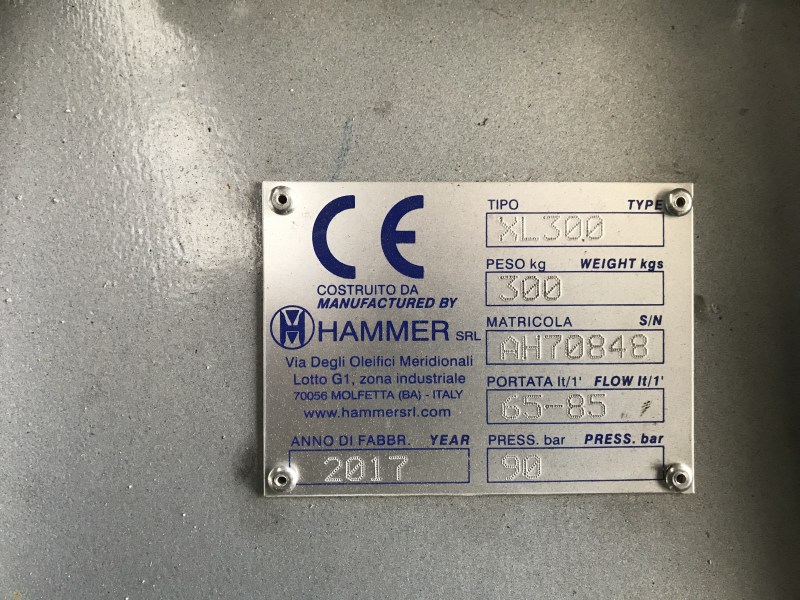 CE
COSTRUITO DA
MANUFACTURED BY
HAMMER SRL
Via Degli Oleifici Meridionali
Lotto G1, zona industriale
70056 MOLFETTA (BA) - ITALY
www.hammersrl.com
ANNO DI FABBR. YEAR
2017
TIPO TYPE
XL300
PESO kg WEIGHT kgs
300
MATRICOLA S/N
AH70848
PORTATA lt/1' FLOW lt/1'
65-85
PRESS. bar PRESS. bar
90